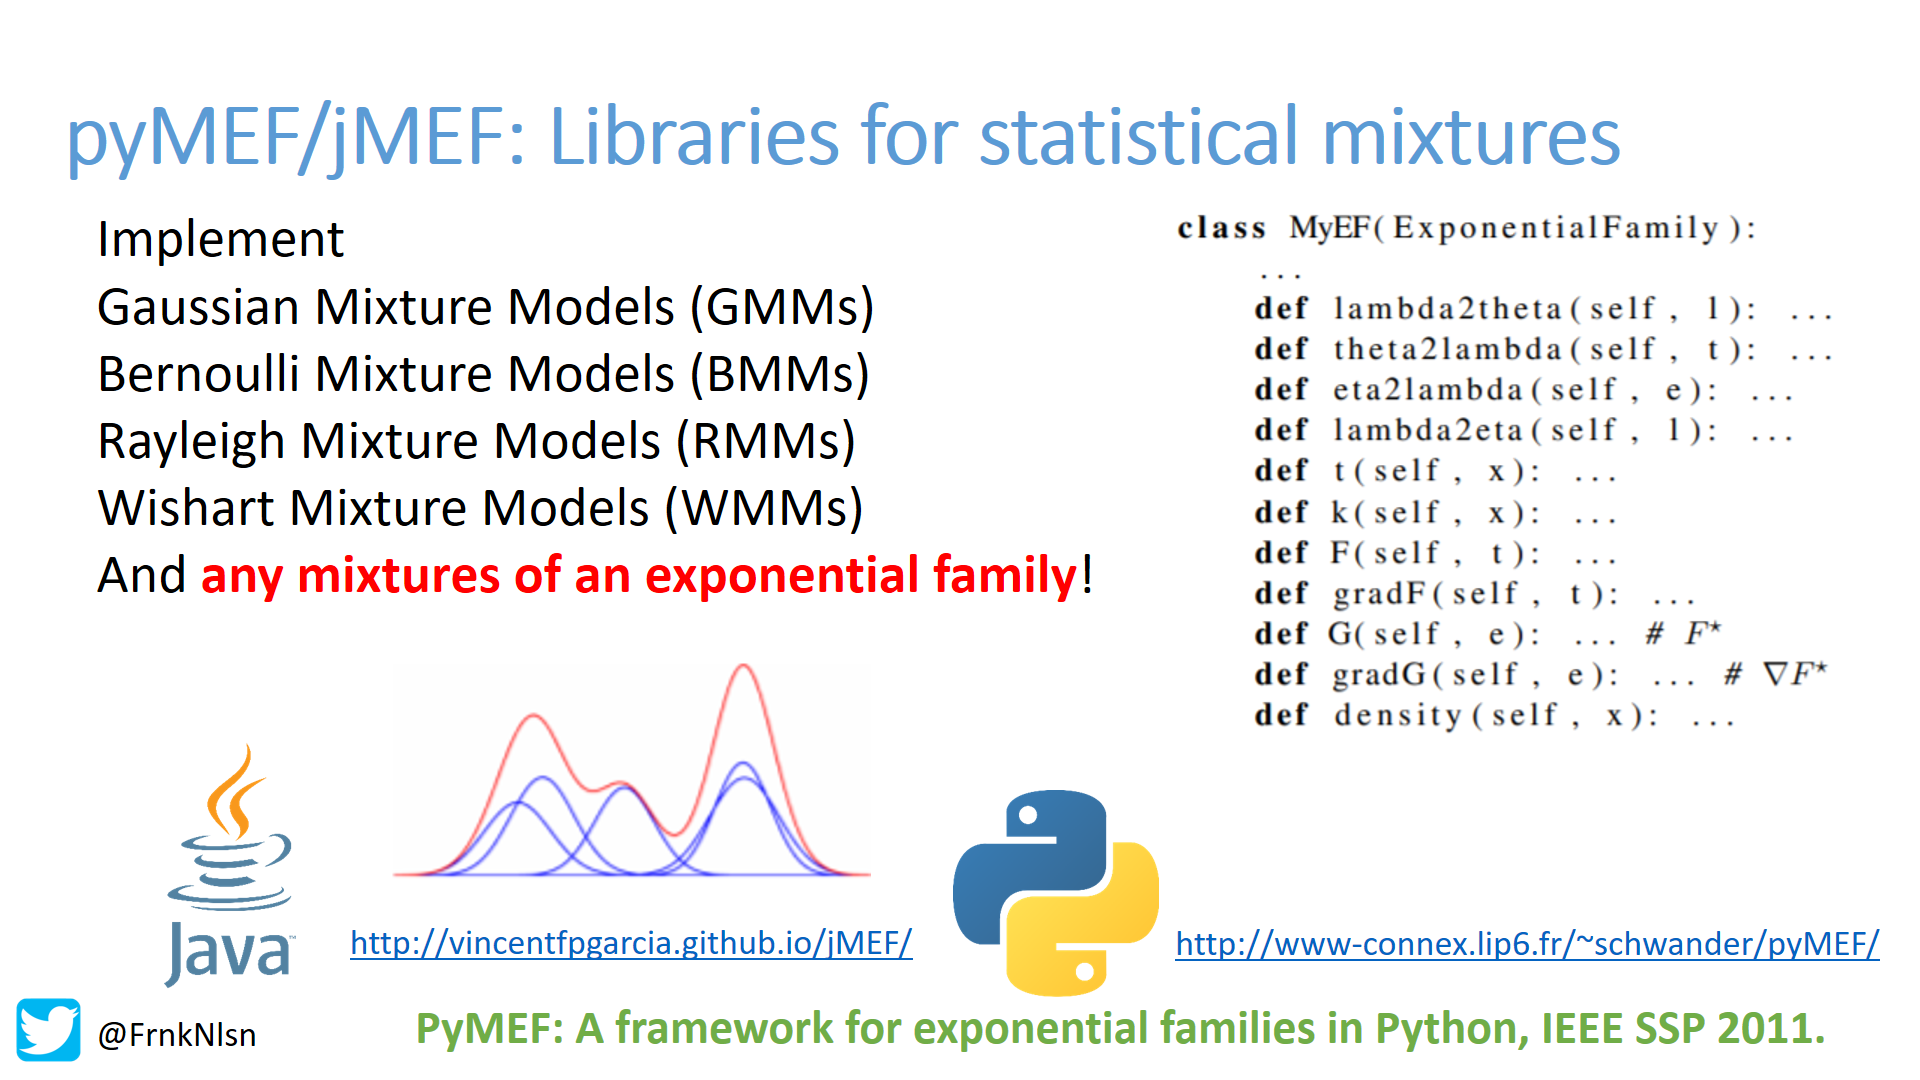 pyMEF/jMEF: Libraries for statistical mixtures
Implement
Gaussian Mixture Models (GMMs)
Bernoulli Mixture Models (BMMs)
Rayleigh Mixture Models (RMMs)
Wishart Mixture Models (WMMs)
And any mixtures of an exponential family!
class MyEF(ExponentialFamily):
...
def lambda2theta(self, l): ...
def theta2lambda(self, t): ...
def eta2lambda(self, e): ...
def lambda2eta(self, l): ...
def t(self, x): ...
def k(self, x): ...
def F(self, t): ...
def gradF(self, t): ...
def G(self, e): ... # F*
def gradG(self, e): ... # ∇F*
def density(self, x): ...
Java™
http://vincentfpgarcia.github.io/jMEF/
http://www-connex.lip6.fr/~schwander/pyMEF/
@FrnkNlsn
PyMEF: A framework for exponential families in Python, IEEE SSP 2011.